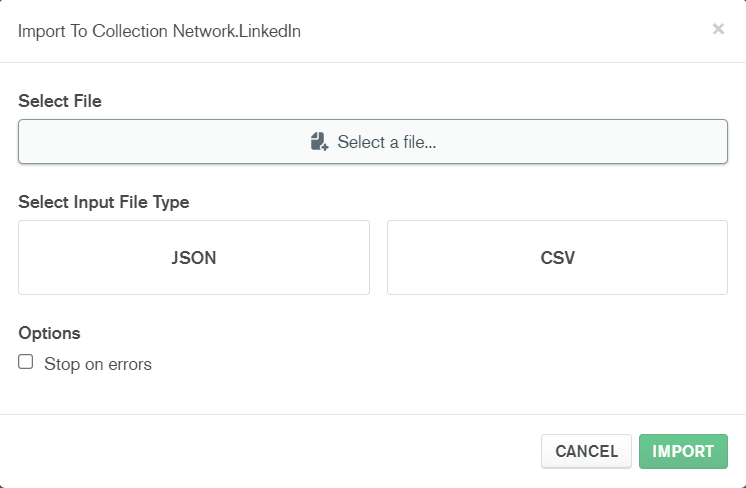 Import To Collection Network.LinkedIn
×
Select File
Select a file...
Select Input File Type
JSON
CSV
Options
Stop on errors
CANCEL
IMPORT